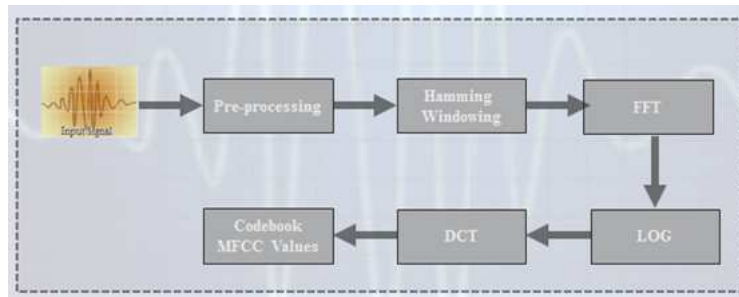 Input Signal
Pre-processing
Hamming
Windowing
FFT
LOG
DCT
Codebook
MFCC Values